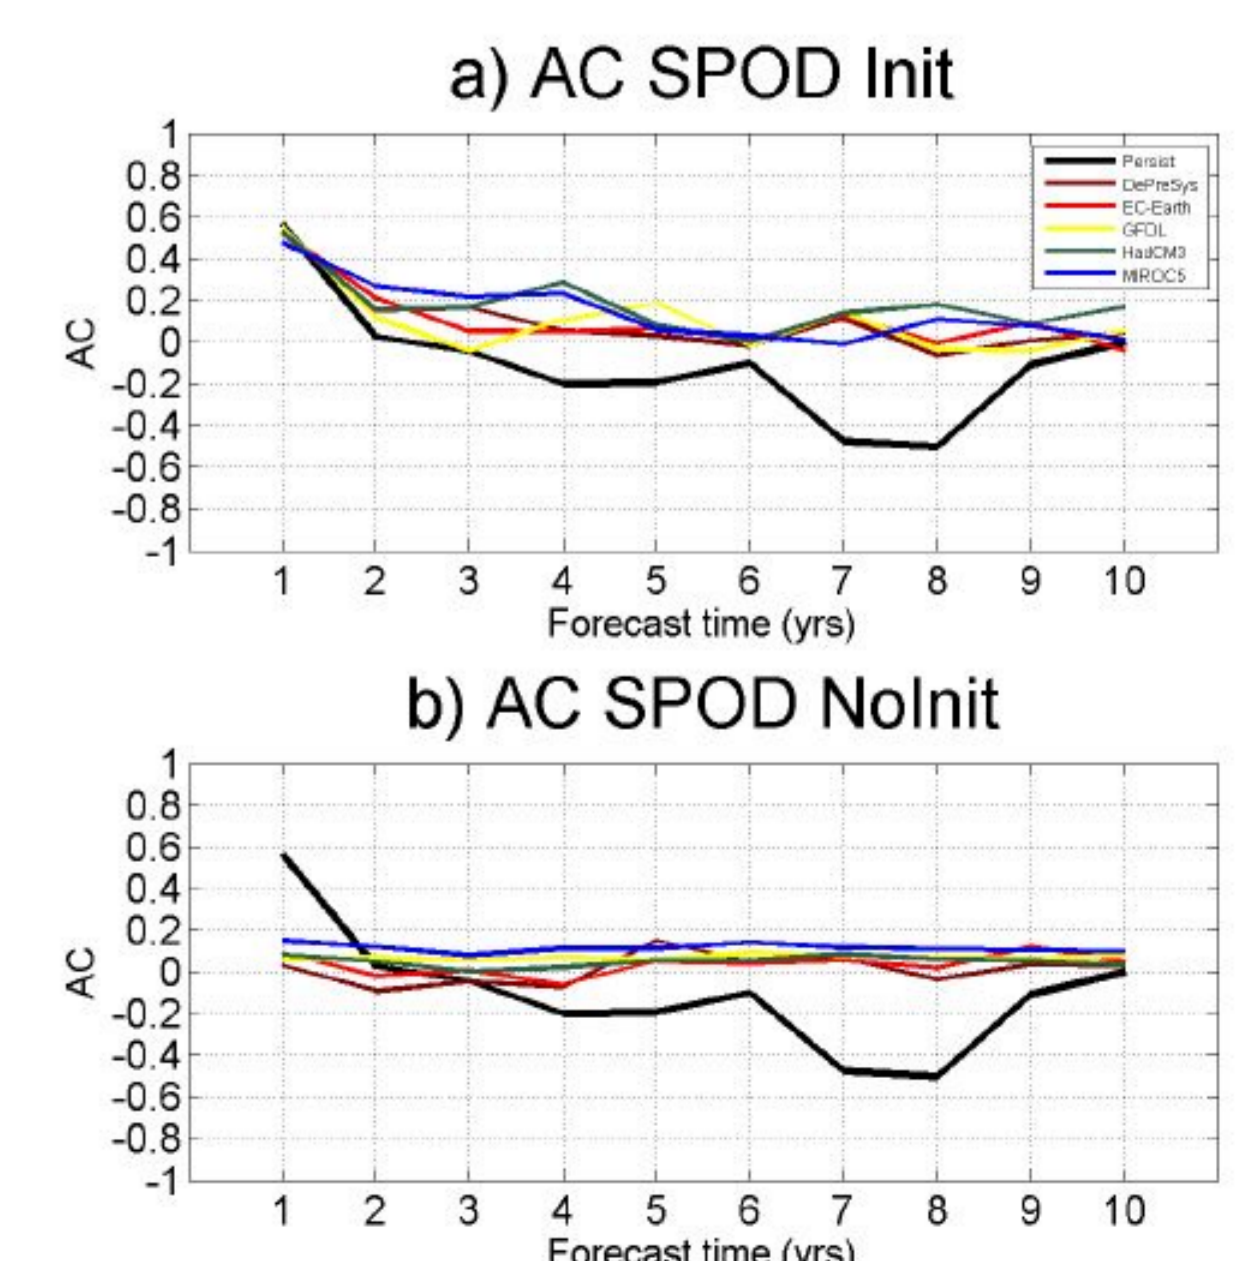 a) AC SPOD Init
1
0.8
0.6
0.4
0.2
0
-0.2
-0.4
-0.6
-0.8
-1
AC
Persist
DePreSys
EC-Earth
GFDL
HadCM3
MIROC5
1 2 3 4 5 6 7 8 9 10
Forecast time (yrs)
b) AC SPOD NoInit
1
0.8
0.6
0.4
0.2
0
-0.2
-0.4
-0.6
-0.8
-1
AC
1 2 3 4 5 6 7 8 9 10
Forecast time (yrs)